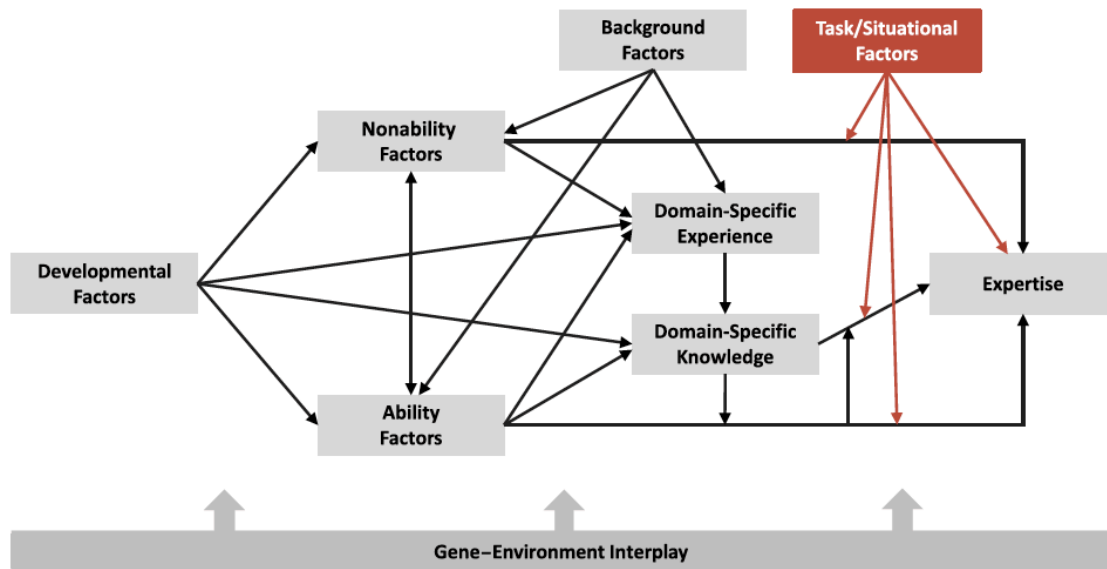 Background
Factors
Task/Situational
Factors
Nonability
Factors
Domain-Specific
Experience
Developmental
Factors
Expertise
Domain-Specific
Knowledge
Ability
Factors
Gene–Environment Interplay